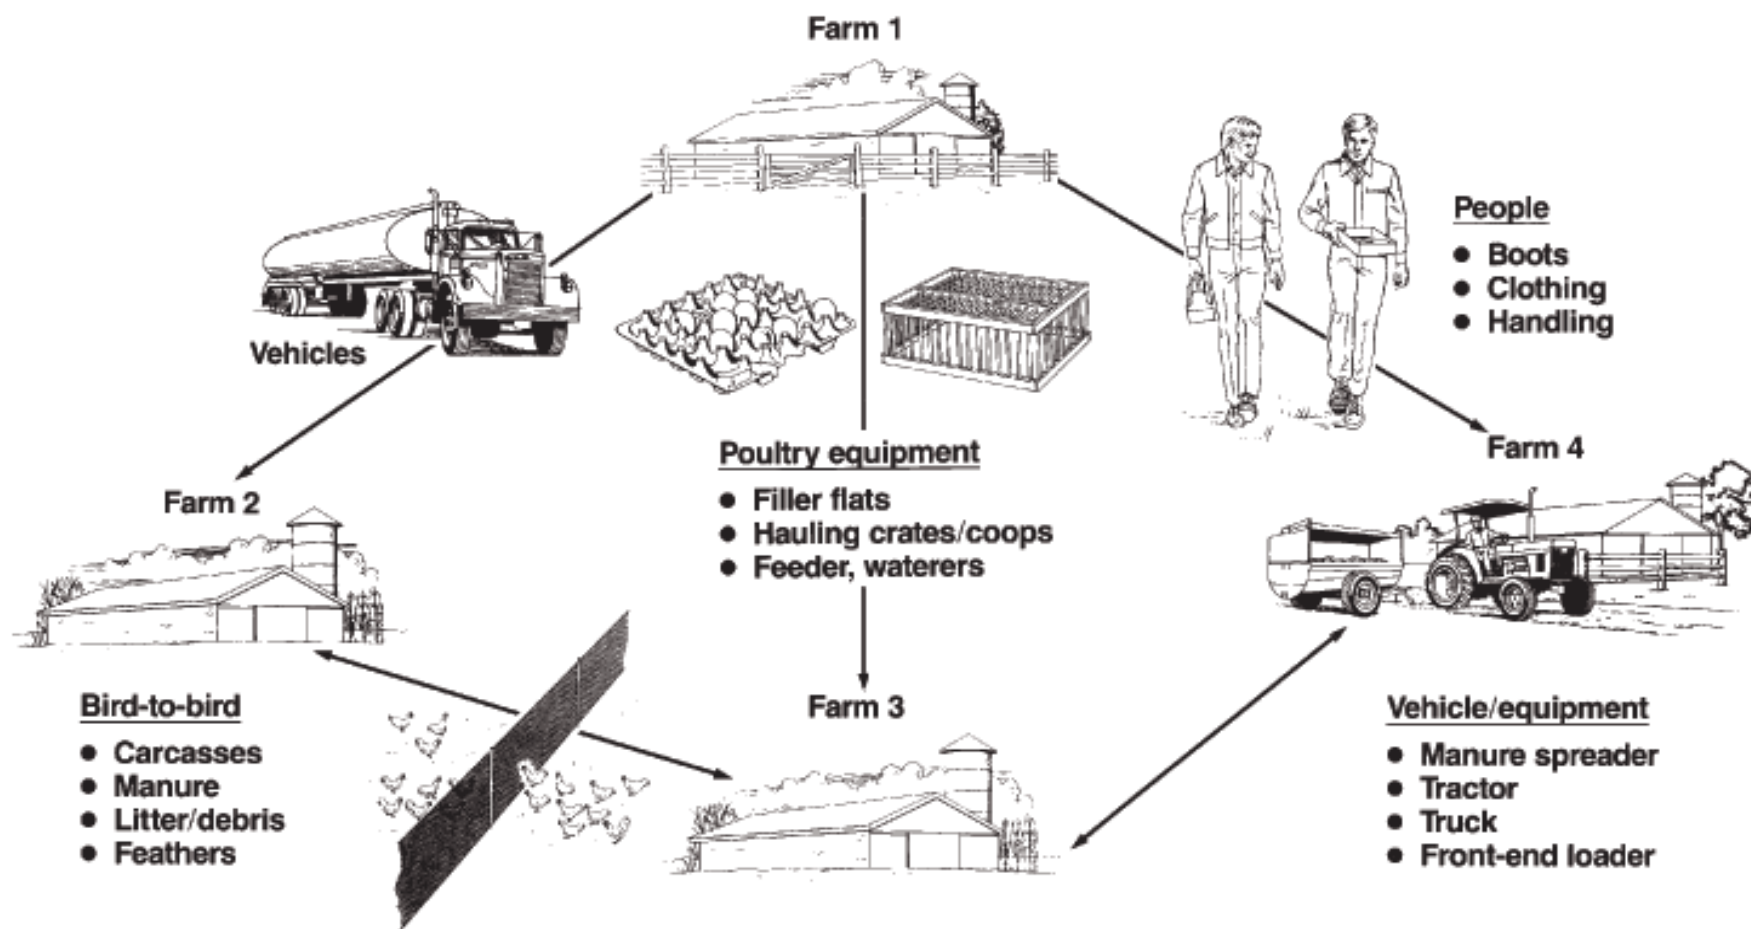 Farm 1
People
● Boots
● Clothing
● Handling
Vehicles
Poultry equipment
● Filler flats
● Hauling crates/coops
● Feeder, waterers
Farm 4
Farm 2
Bird-to-bird
● Carcasses
● Manure
● Litter/debris
● Feathers
Farm 3
Vehicle/equipment
● Manure spreader
● Tractor
● Truck
● Front-end loader